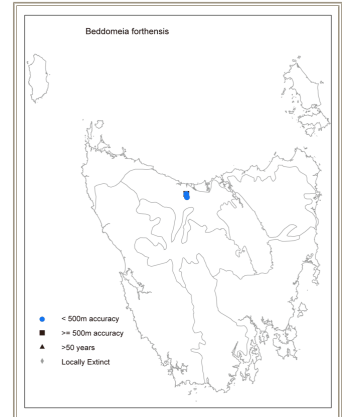 Beddomeia forthensis
< 500m accuracy
>= 500m accuracy
>50 years
Locally Extinct